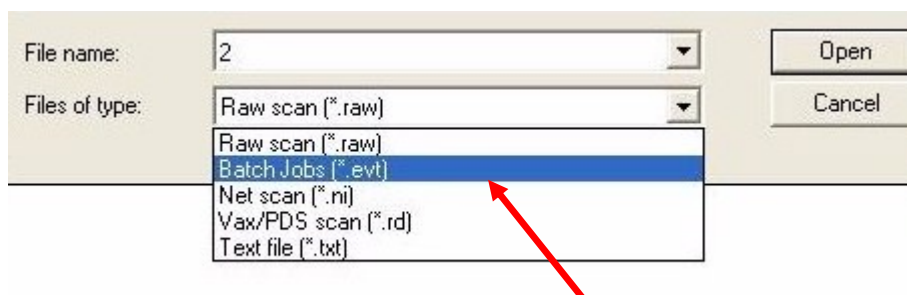 File name:
2
Open
Files of type:
Raw scan (*.raw)
Cancel
Raw scan (*.raw)
Batch Jobs (*.evt)
Net scan (*.ni)
Vax/PDS scan (*.rd)
Text file (*.txt)